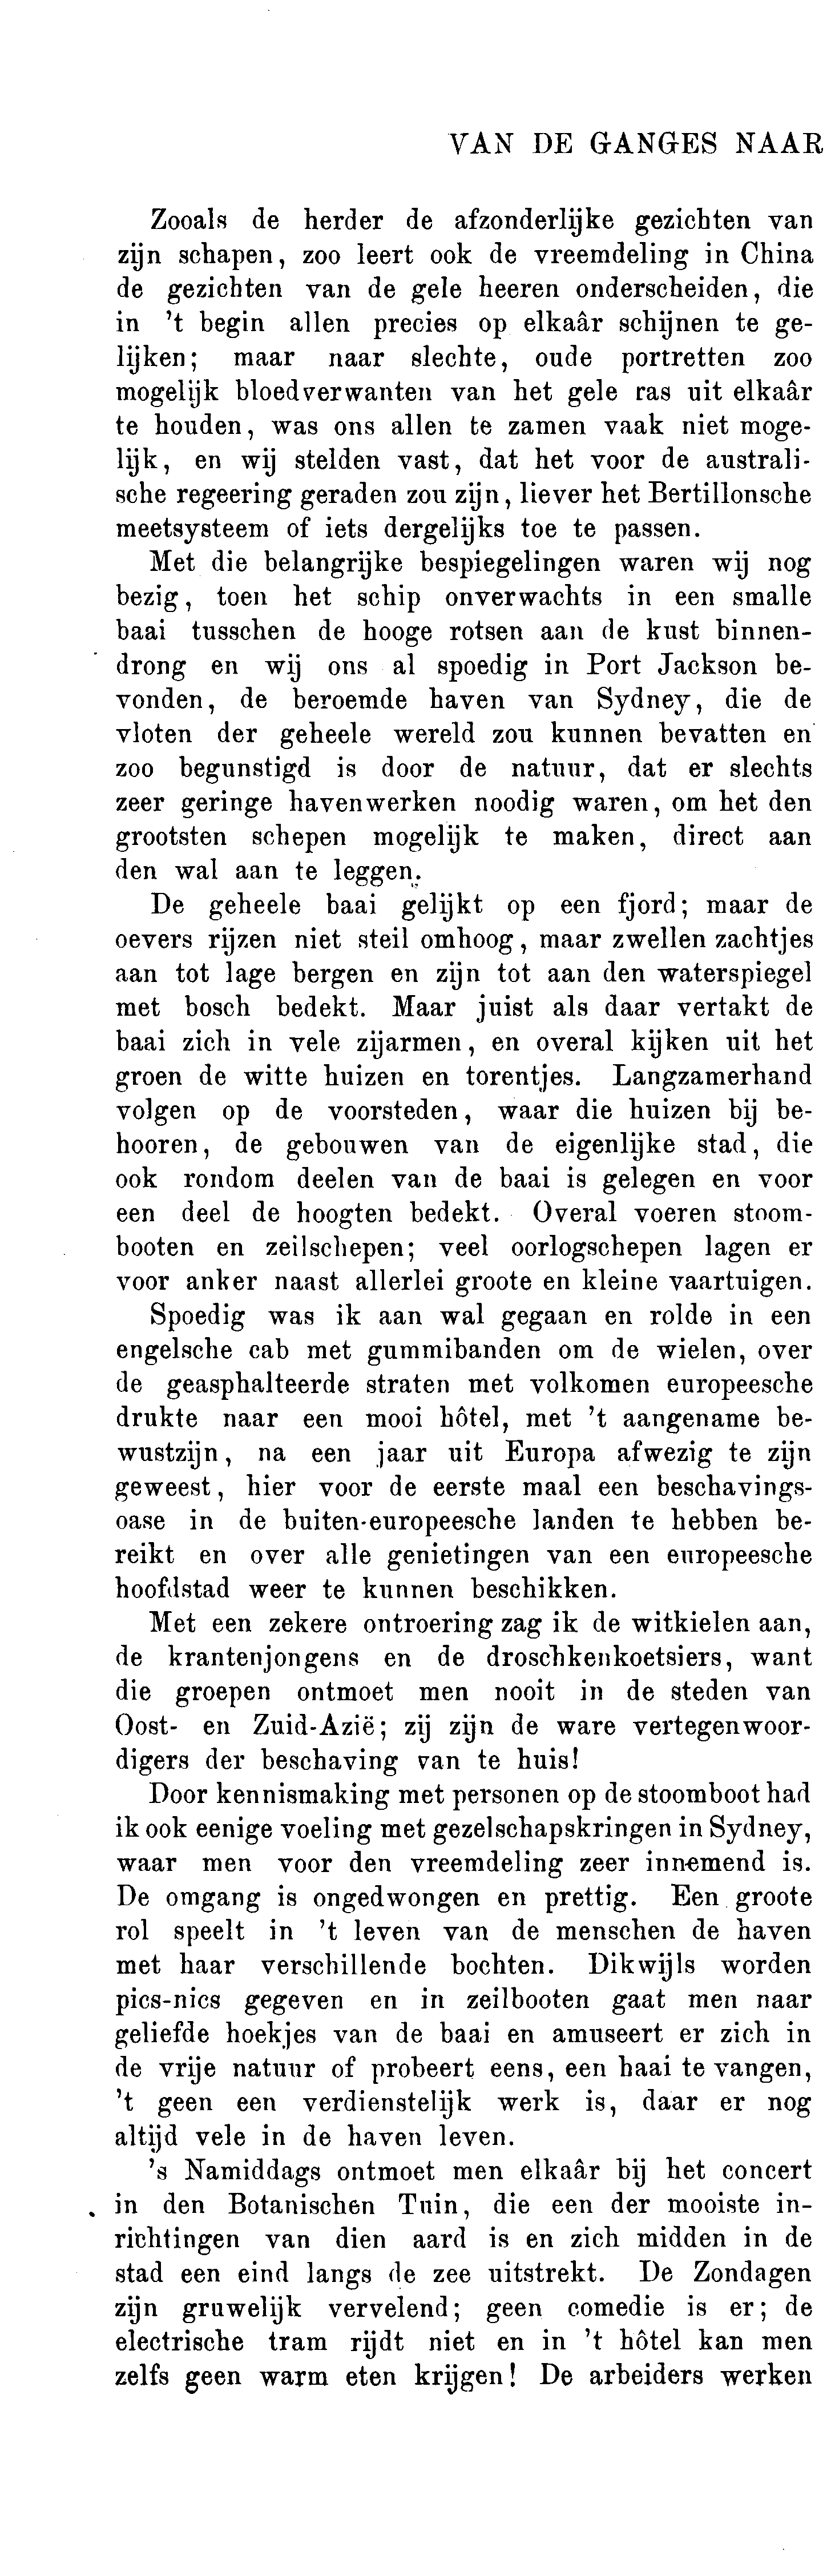 VAN DE GANGES NAAR
Zooals de herder de afzonderlijke gezichten van
zijn schapen, zoo leert ook de vreemdeling in China
de gezichten van de gele heeren onderscheiden, die
in 't begin allen precies op elkaâr schijnen te ge-
lijken; maar naar slechte, oude portretten zoo
mogelijk bloedverwanten van het gele ras uit elkaâr
te houden, was ons allen te zamen vaak niet moge-
lijk, en wij stelden vast, dat het voor de australi-
sche regeering geraden zou zijn, liever het Bertillonsche
meetsysteem of iets dergelijks toe te passen.
Met die belangrijke bespiegelingen waren wij nog
bezig, toen het schip onverwachts in een smalle
baai tusschen de hooge rotsen aan de kust binnen-
drong en wij ons al spoedig in Port Jackson be-
vonden, de beroemde haven van Sydney, die de
vloten der geheele wereld zou kunnen bevatten en
zoo begunstigd is door de natuur, dat er slechts
zeer geringe havenwerken noodig waren, om het den
grootsten schepen mogelijk te maken, direct aan
den wal aan te leggen.
De geheele baai gelijkt op een fjord; maar de
oevers rijzen niet steil omhoog, maar zwellen zachtjes
aan tot lage bergen en zijn tot aan den waterspiegel
met bosch bedekt. Maar juist als daar vertakt de
baai zich in vele zijarmen, en overal kijken uit het
groen de witte huizen en torentjes. Langzamerhand
volgen op de voorsteden, waar die huizen bij be-
hooren, de gebouwen van de eigenlijke stad, die
ook rondom deelen van de baai is gelegen en voor
een deel de hoogten bedekt. Overal voeren stoom-
booten en zeilschepen; veel oorlogschepen lagen er
voor anker naast allerlei groote en kleine vaartuigen.
Spoedig was ik aan wal gegaan en rolde in een
engelsche cab met gummibanden om de wielen, over
de geasphalteerde straten met volkomen europeesche
drukte naar een mooi hôtel, met 't aangename be-
wustzijn, na een jaar uit Europa afwezig te zijn
geweest, hier voor de eerste maal een beschavings-
oase in de buiten-europeesche landen te hebben be-
reikt en over alle genietingen van een europeesche
hoofdstad weer te kunnen beschikken.
Met een zekere ontroering zag ik de witkielen aan,
de krantenjongens en de droschkenkoetsiers, want
die groepen ontmoet men nooit in de steden van
Oost- en Zuid-Azië; zij zijn de ware vertegenwoor-
digers der beschaving van te huis!
Door kennismaking met personen op de stoomboot had
ik ook eenige voeling met gezelschapskringen in Sydney,
waar men voor den vreemdeling zeer innemend is.
De omgang is ongedwongen en prettig. Een groote
rol speelt in 't leven van de menschen de haven
met haar verschillende bochten. Dikwijls worden
pics-nics gegeven en in zeilbooten gaat men naar
geliefde hoekjes van de baai en amuseert er zich in
de vrije natuur of probeert eens, een haai te vangen,
't geen een verdienstelijk werk is, daar er nog
altijd vele in de haven leven.
's Namiddags ontmoet men elkaâr bij het concert
in den Botanischen Tuin, die een der mooiste in-
richtingen van dien aard is en zich midden in de
stad een eind langs de zee uitstrekt. De Zondagen
zijn gruwelijk vervelend; geen comedie is er; de
electrische tram rijdt niet en in 't hôtel kan men
zelfs geen warm eten krijgen! De arbeiders werken